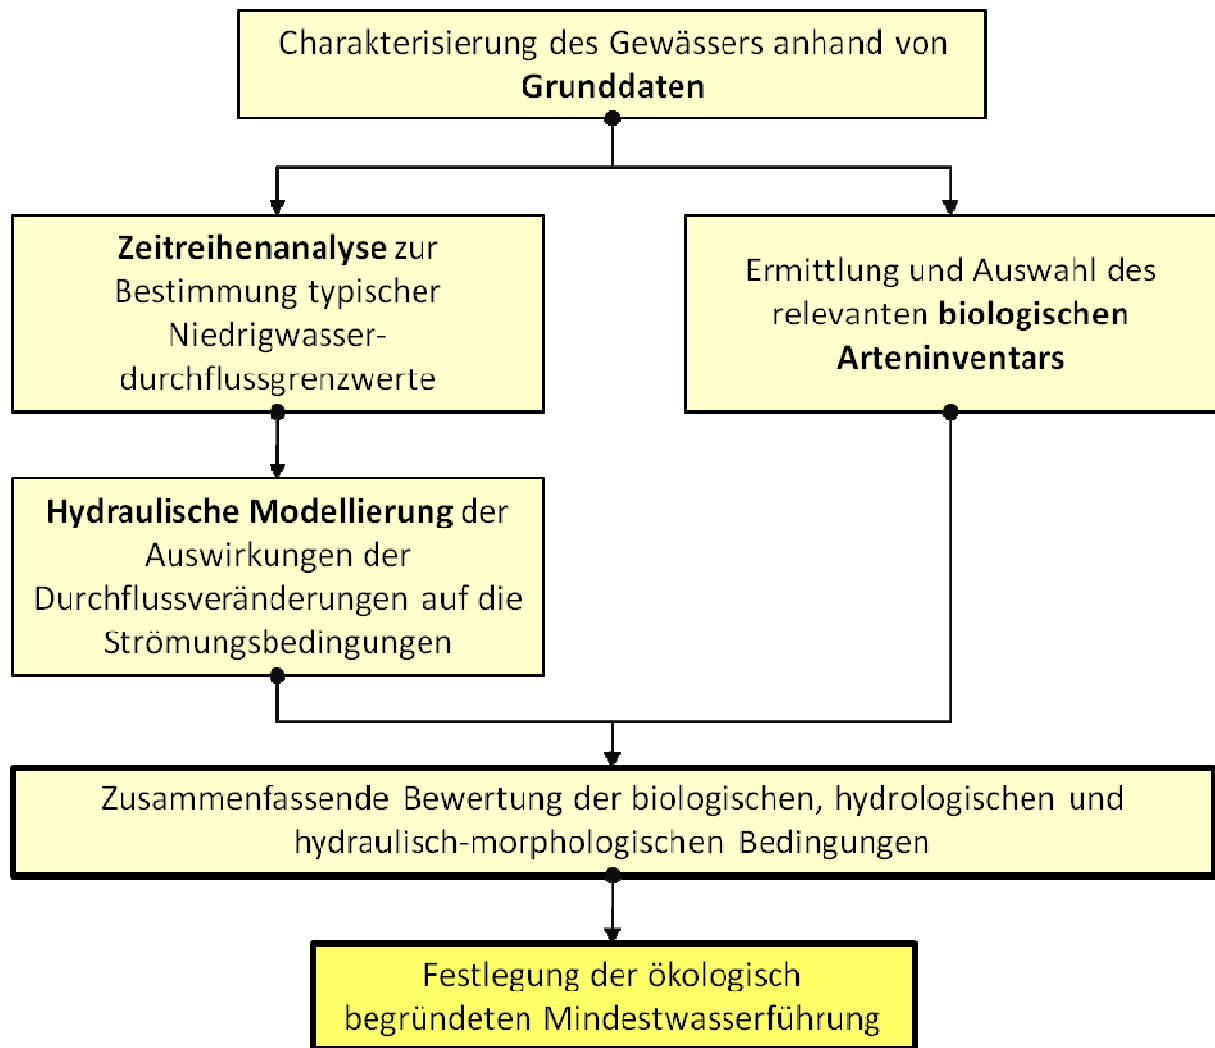 Charakterisierung des Gewässers anhand von
Grunddaten
Zeitreihenanalyse zur
Bestimmung typischer
Niedrigwasser-
durchflussgrenzwerte
Ermittlung und Auswahl des
relevanten biologischen
Arteninventars
Hydraulische Modellierung der
Auswirkungen der
Durchflussveränderungen auf die
Strömungsbedingungen
Zusammenfassende Bewertung der biologischen, hydrologischen und
hydraulisch-morphologischen Bedingungen
Festlegung der ökologisch
begründeten Mindestwasserführung